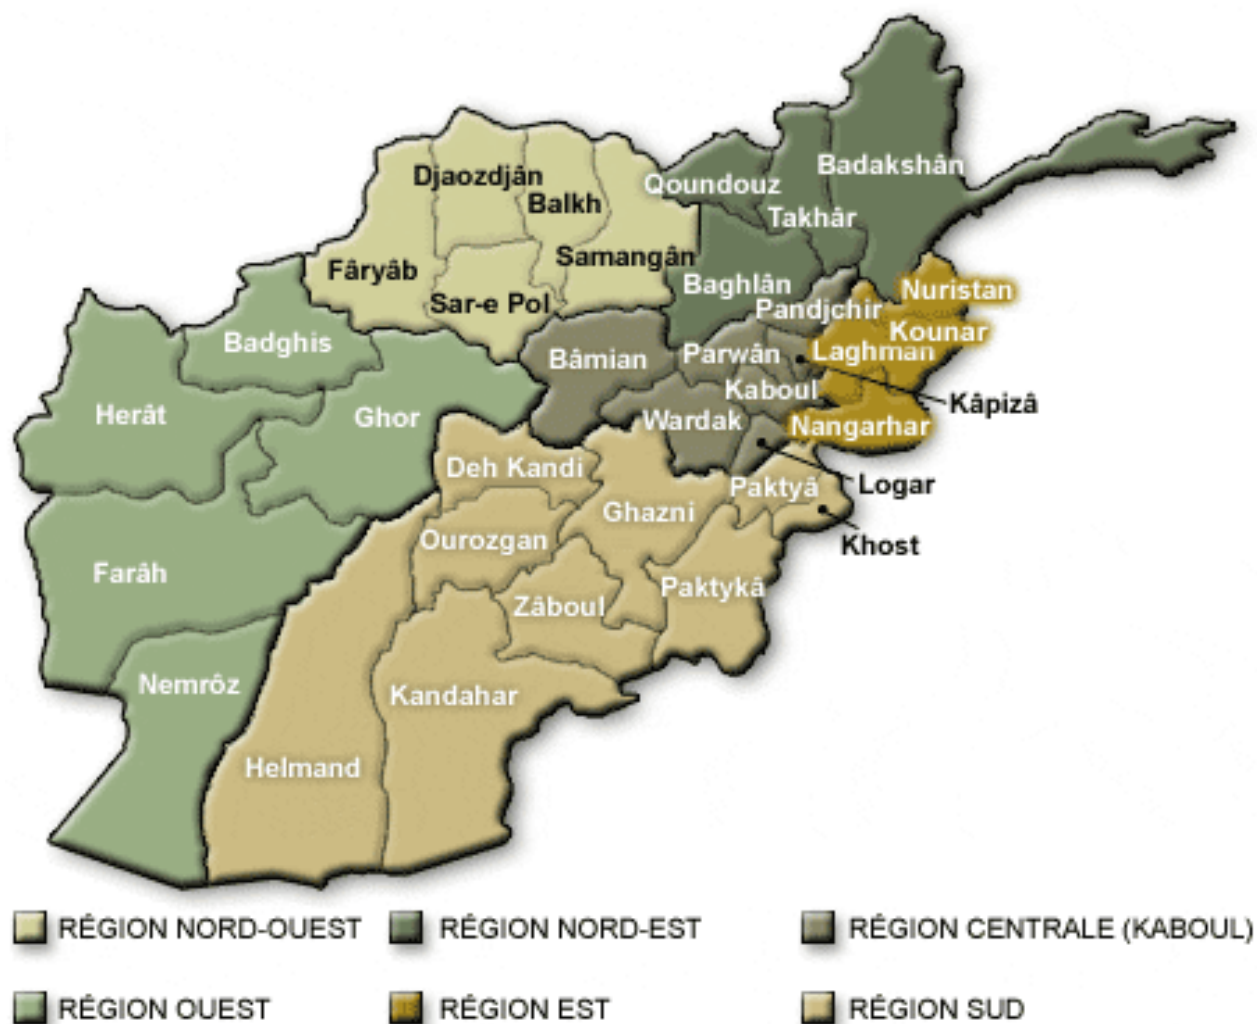 Badakshân
Djaozdjân
Qoundouz
Balkh
Takhâr
Samangân
Fâryâb
Baghlân
Nuristan
Sar-e Pol
Pandjchir
Kounar
Badghis
Laghman
Parwân
Bâmian
Kaboul
Kâpizâ
Herât
Ghor
Wardak
Nangarhar
Deh Kandi
Logar
Paktyâ
Ghazni
Ourozgan
Khost
Farâh
Paktykâ
Zâboul
Nemrôz
Kandahar
Helmand
RÉGION NORD-OUEST
RÉGION NORD-EST
RÉGION CENTRALE (KABOUL)
RÉGION OUEST
RÉGION EST
RÉGION SUD